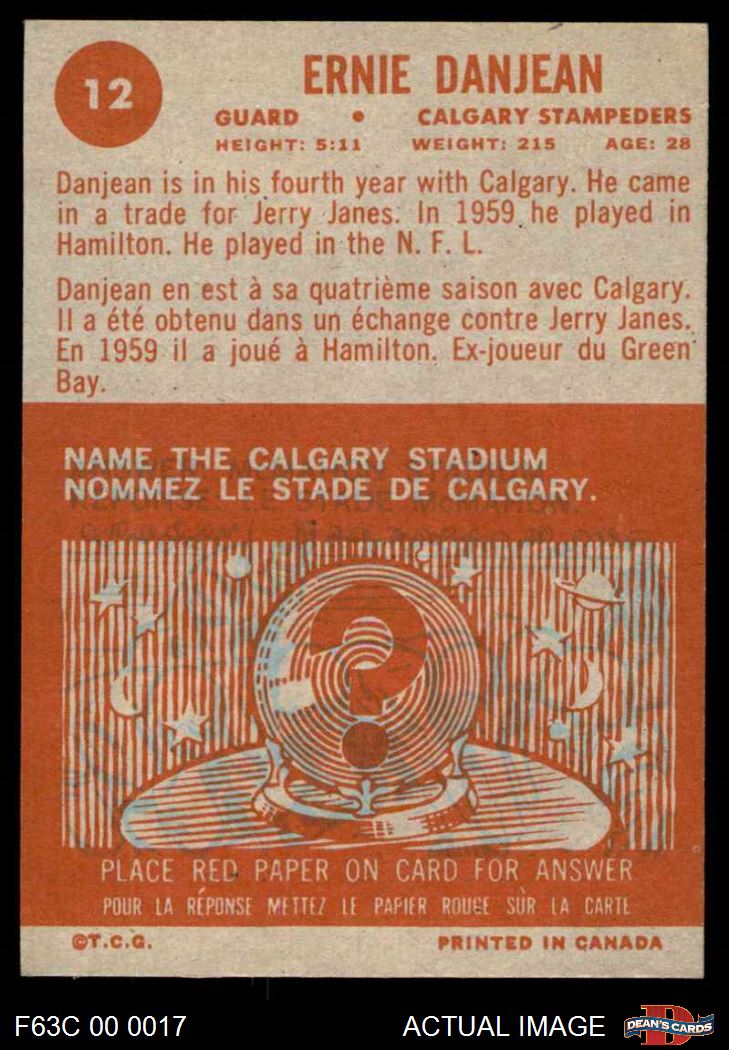 12
ERNIE DANJEAN
GUARD • CALGARY STAMPEDERS
HEIGHT: 5:11 WEIGHT: 215 AGE: 28
Danjean is in his fourth year with Calgary. He came
in a trade for Jerry Janes. In 1959 he played in
Hamilton. He played in the N. F. L.
Danjean en est à sa quatrième saison avec Calgary.
Il a été obtenu dans un échange contre Jerry Janes.
En 1959 il a joué à Hamilton. Ex-joueur du Green
Bay.
NAME THE CALGARY STADIUM
NOMMEZ LE STADE DE CALGARY.
RÉPONSE: LE STADE McMAHON.
?
PLACE RED PAPER ON CARD FOR ANSWER
POUR LA RÉPONSE METTEZ LE PAPIER ROUGE SUR LA CARTE
©T.C.G. PRINTED IN CANADA
F63C 00 0017 ACTUAL IMAGE DEAN'S CARDS